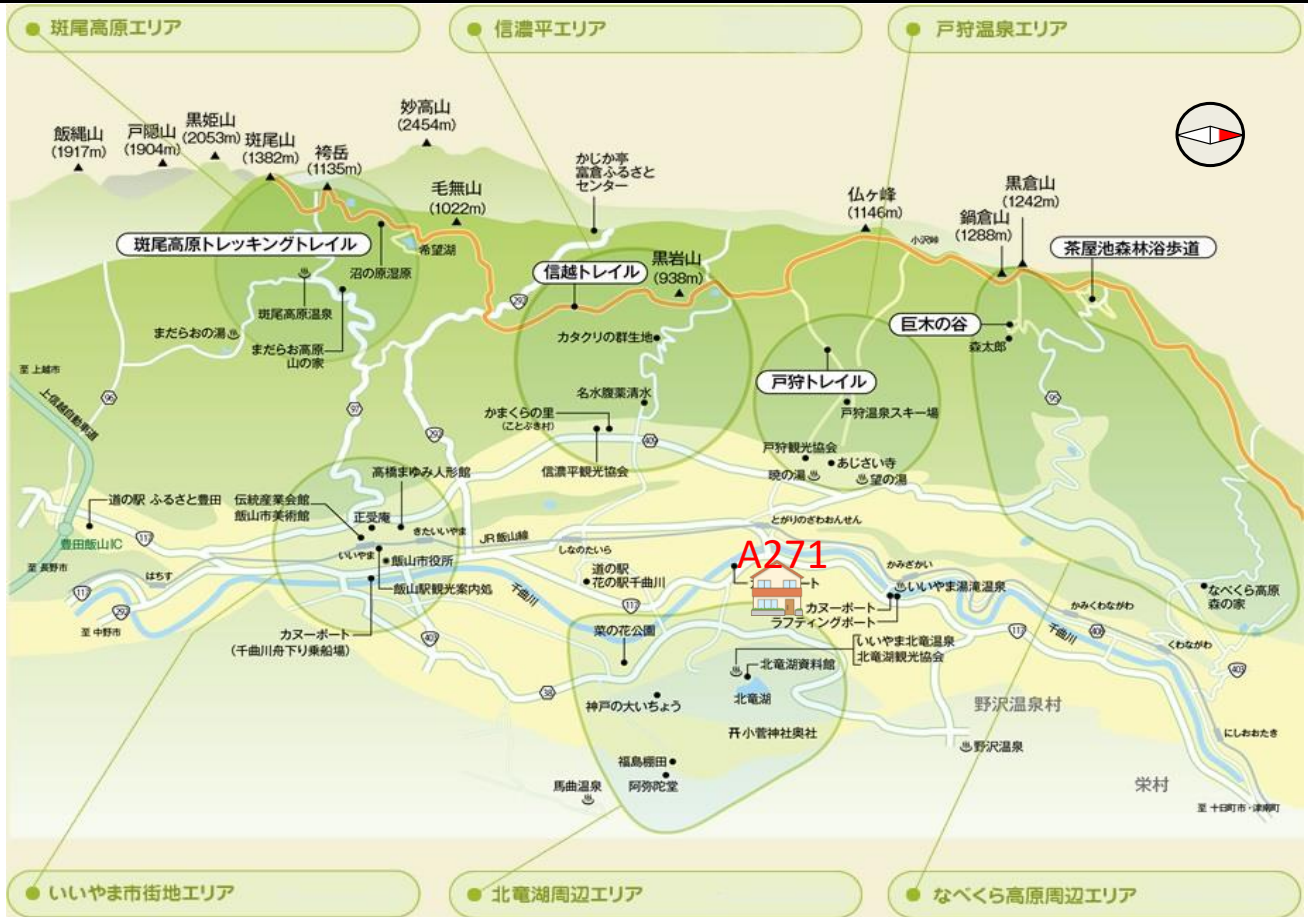 斑尾高原エリア
信濃平エリア
戸狩温泉エリア
飯縄山
(1917m)
戸隠山
(1904m)
黒姫山
(2053m)
斑尾山
(1382m)
袴岳
(1135m)
妙高山
(2454m)
毛無山
(1022m)
かじか亭
富倉ふるさと
センター
仏ヶ峰
(1146m)
小沢峠
鍋倉山
(1288m)
黒倉山
(1242m)
茶屋池森林浴歩道
斑尾高原トレッキングトレイル
沼の原湿原
希望湖
信越トレイル
黒岩山
(938m)
292
斑尾高原温泉
まだらおの湯
まだらお高原
山の家
カタクリの群生地
巨木の谷
森太郎
戸狩トレイル
戸狩温泉スキー場
至 上越市
上信越自動車道
96
97
292
名水腹薬清水
かまくらの里
(ことぶき村)
信濃平観光協会
409
95
戸狩観光協会
暁の湯
あじさい寺
望の湯
高橋まゆみ人形館
道の駅 ふるさと豊田
伝統産業会館
飯山市美術館
正受庵
きたいいやま
JR 飯山線
とがりのざわおんせん
豊田飯山IC
117
いいやま
飯山市役所
飯山駅観光案内処
しなのたいら
道の駅
花の駅千曲川
A271
ート
かみざかい
いいやま湯滝温泉
カヌーポート
ラフティングポート
なべくら高原
森の家
至 長野市
117
292
はちす
至 中野市
カヌーポート
(千曲川舟下り乗船場)
403
千曲川
117
菜の花公園
いいやま北竜温泉
北竜湖観光協会
北竜湖資料館
117
千曲川
かみくわながわ
408
くわながわ
403
38
神戸の大いちょう
北竜湖
小菅神社奥社
野沢温泉村
野沢温泉
にしおおたき
福島棚田
阿弥陀堂
馬曲温泉
栄村
至 十日町市・津南町
いいやま市街地エリア
北竜湖周辺エリア
なべくら高原周辺エリア